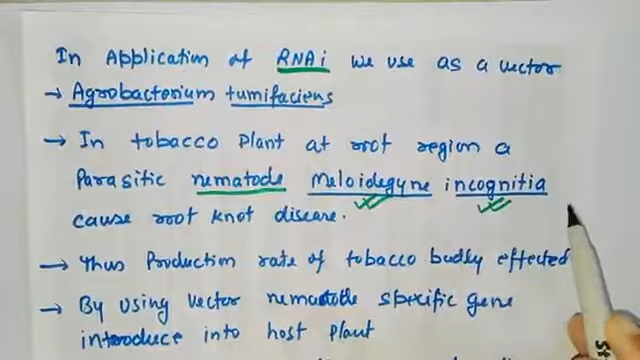 In Application of RNAi we use as a vector
→ Agrobacterium tumifaciens
→ In tobacco plant at root region a
Parasitic nematode Meloidegyne incognitia
cause root knot disease.
→ Thus Production rate of tobacco budly effected
→ By using vector nematode specific gene
introduce into host plant